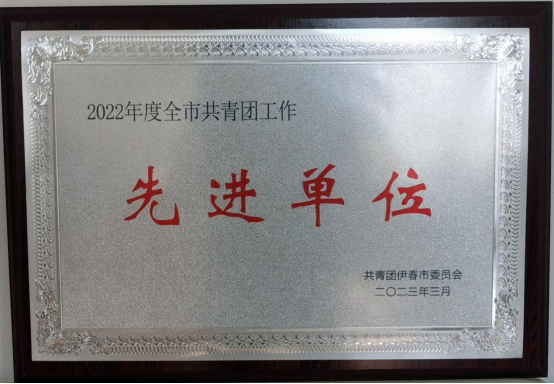 2022年度全市共青团工作
先进单位
共青团伊春市委员会
二〇二三年三月